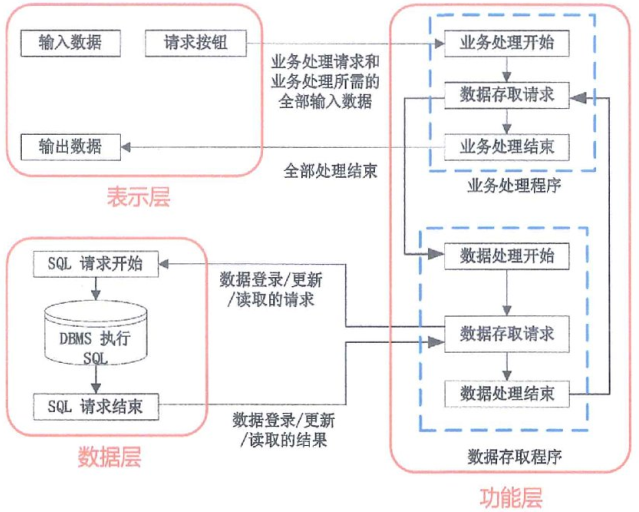 输入数据
请求按钮
业务处理请求和
业务处理所需的
全部输入数据
业务处理开始
数据存取请求
业务处理结束
业务处理程序
输出数据
全部处理结束
表示层
SQL 请求开始
DBMS 执行
SQL
SQL 请求结束
数据层
数据登录/更新
/读取的请求
数据登录/更新
/读取的结果
数据处理开始
数据存取请求
数据处理结束
数据存取程序
功能层